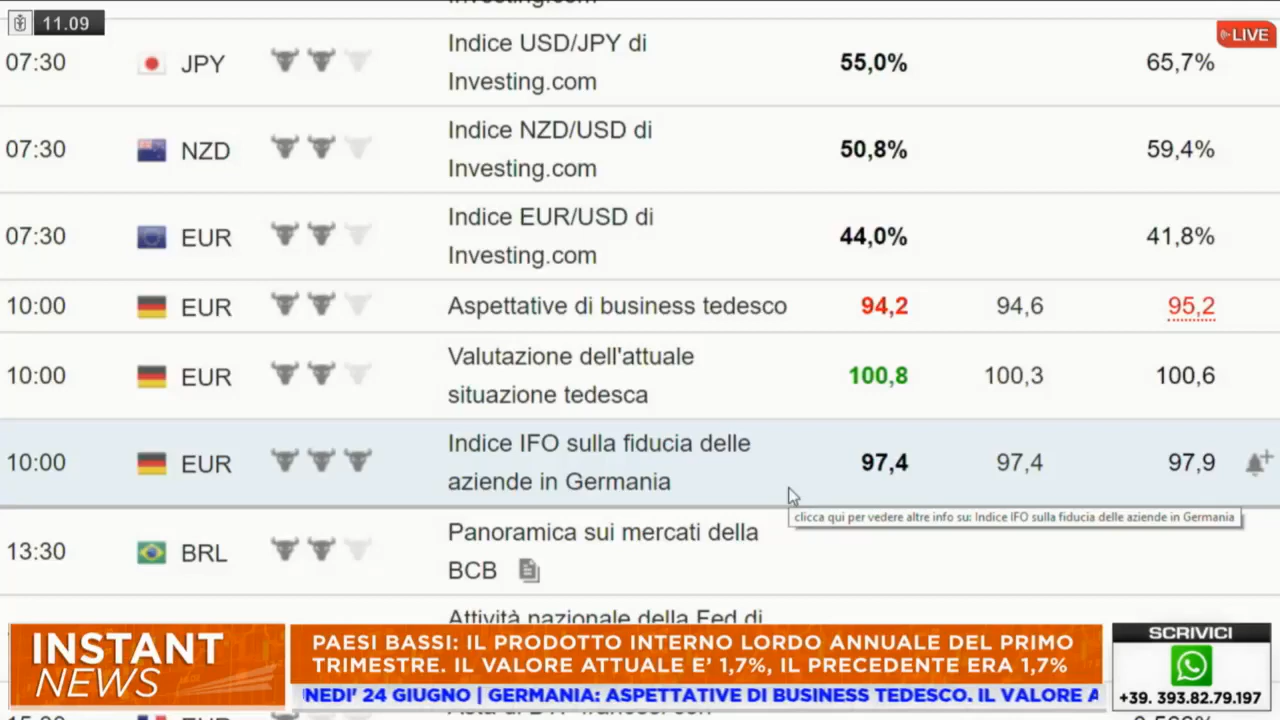 Investing.com
11.09
LIVE
07:30 JPY Indice USD/JPY di 55,0% 65,7%
Investing.com
07:30 NZD Indice NZD/USD di 50,8% 59,4%
Investing.com
07:30 EUR Indice EUR/USD di 44,0% 41,8%
Investing.com
10:00 EUR Aspettative di business tedesco 94,2 94,6 95,2
10:00 EUR Valutazione dell'attuale 100,8 100,3 100,6
situazione tedesca
10:00 EUR Indice IFO sulla fiducia delle 97,4 97,4 97,9
aziende in Germania
clicca qui per vedere altre info su: Indice IFO sulla fiducia delle aziende in Germania
13:30 BRL Panoramica sui mercati della
BCB
Attività nazionale della Fed di
INSTANT
NEWS
PAESI BASSI: IL PRODOTTO INTERNO LORDO ANNUALE DEL PRIMO
TRIMESTRE. IL VALORE ATTUALE E' 1,7%, IL PRECEDENTE ERA 1,7%
NEDI' 24 GIUGNO | GERMANIA: ASPETTATIVE DI BUSINESS TEDESCO. IL VALORE A
SCRIVICI
+39. 393.82.79.197